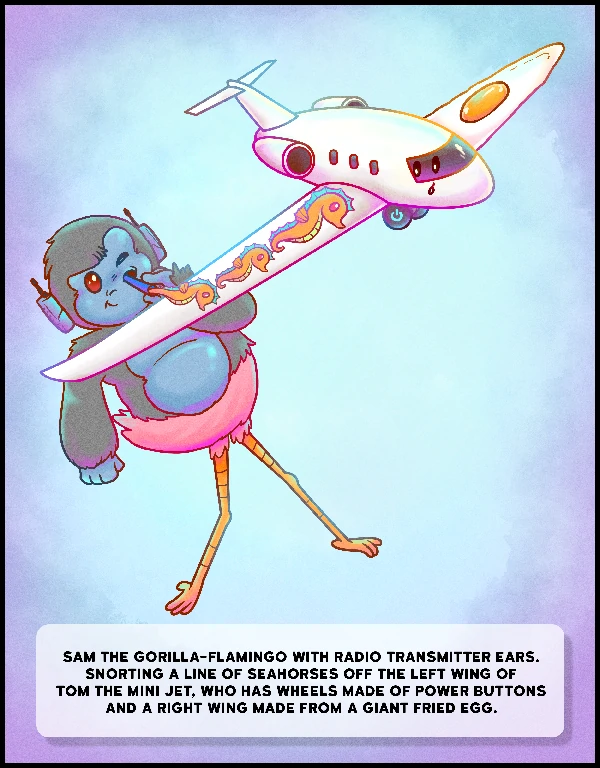 SAM THE GORILLA-FLAMINGO WITH RADIO TRANSMITTER EARS.
SNORTING A LINE OF SEAHORSES OFF THE LEFT WING OF
TOM THE MINI JET, WHO HAS WHEELS MADE OF POWER BUTTONS
AND A RIGHT WING MADE FROM A GIANT FRIED EGG.